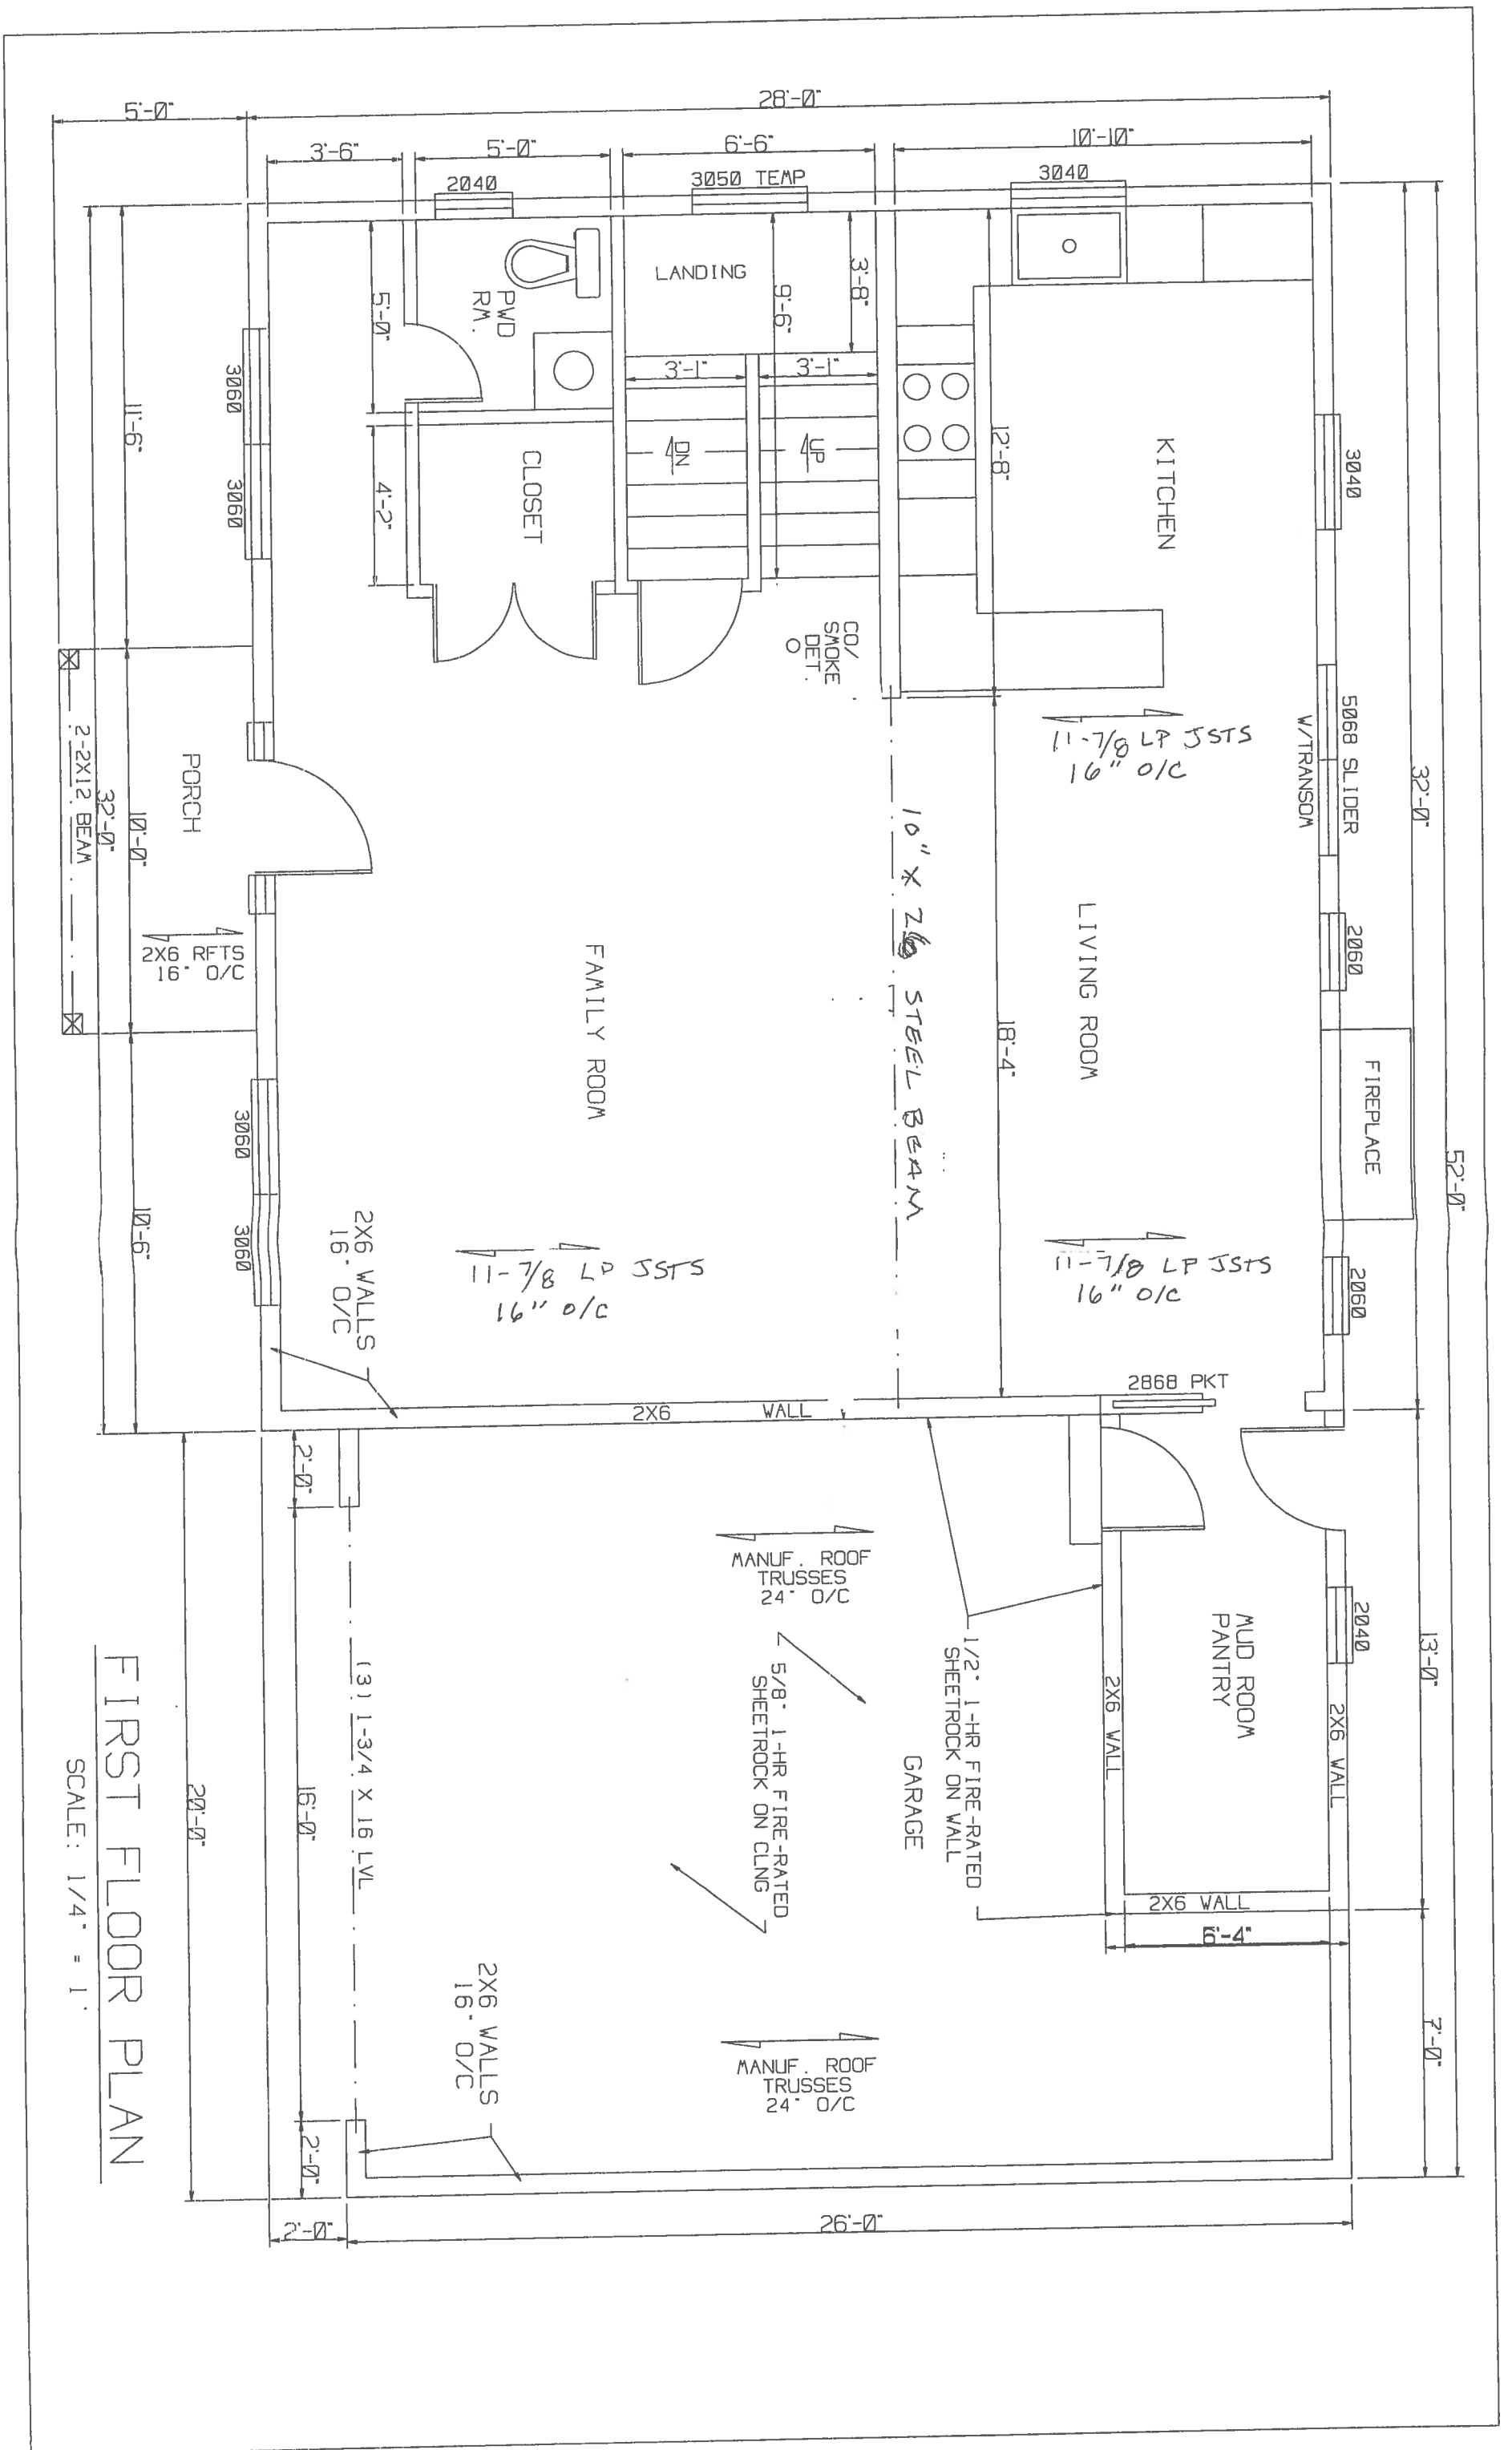 5'-0"
28'-0"
3'-6"
5'-0"
6'-6"
10'-10"
2040
3050 TEMP
3040
LANDING
3'-8"
9'-6"
PWD
RM.
5'-0"
3'-1"
3'-1"
12'-8"
KITCHEN
3040
3060
3060
11'-6"
DN
UP
CLOSET
4'-2"
CO/
SMOKE
DET.
5068 SLIDER
W/TRANSOM
11-7/8 LP JSTS
16" O/C
32'-0"
52'-0"
2-2X12 BEAM
32'-0"
10'-0"
PORCH
2X6 RFTS
16" O/C
FAMILY ROOM
10" X STEEL BEAM
LIVING ROOM
18'-4"
2060
FIREPLACE
3060
3060
10'-6"
2X6 WALLS
16" O/C
11-7/8 LP JSTS
16" O/C
11-7/8 LP JSTS
16" O/C
2060
2868 PKT
2X6 WALL
2'-0"
MANUF. ROOF
TRUSSES
24" O/C
2040
13'-0"
MUD ROOM
PANTRY
2X6 WALL
2X6 WALL
1/2" 1-HR FIRE-RATED
SHEETROCK ON WALL
GARAGE
5/8" 1-HR FIRE-RATED
SHEETROCK ON CLNG
(3) 1-3/4 X 16 LVL
16'-0"
20'-0"
2X6 WALL
6'-4"
7'-0"
2X6 WALLS
16" O/C
MANUF. ROOF
TRUSSES
24" O/C
2'-0"
2'-0"
26'-0"
FIRST FLOOR PLAN
SCALE: 1/4" = 1'